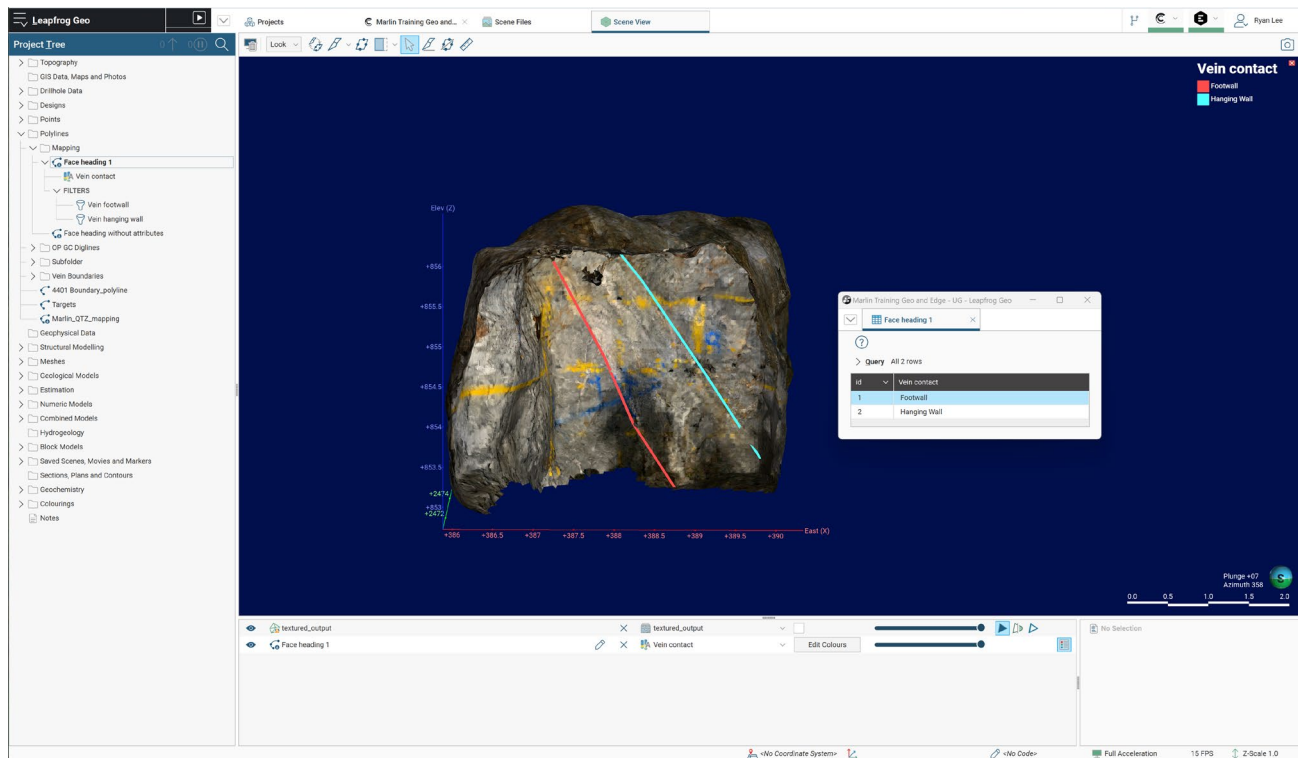 Leapfrog Geo
Projects
Marlin Training Geo and...
Scene Files
Scene View
Ryan Lee
Project Tree
0
0
Look
Topography
GIS Data, Maps and Photos
Drillhole Data
Designs
Points
Polylines
Mapping
Face heading 1
Vein contact
FILTERS
Vein footwall
Vein hanging wall
Face heading without attributes
OP GC Diglines
Subfolder
Vein Boundaries
4401 Boundary_polyline
Targets
Marlin_QTZ_mapping
Geophysical Data
Structural Modelling
Meshes
Geological Models
Estimation
Numeric Models
Combined Models
Hydrogeology
Block Models
Saved Scenes, Movies and Markers
Sections, Plans and Contours
Geochemistry
Colourings
Notes
Vein contact
Footwall
Hanging Wall
Elev (Z)
+856
+855.5
+855
+854.5
+854
+853.5
+2474
+853
+2472
+386 +386.5 +387 +387.5 +388 +388.5 +389 +389.5 +390
East (X)
Marlin Training Geo and Edge - UG - Leapfrog Geo
Face heading 1
Query All 2 rows
id Vein contact
1 Footwall
2 Hanging Wall
Plunge +07
Azimuth 358
S
0.0 0.5 1.0 1.5 2.0
textured_output textured_output
Face heading 1 Vein contact Edit Colours
No Selection
<No Coordinate System>
<No Code>
Full Acceleration
15 FPS
Z-Scale 1.0